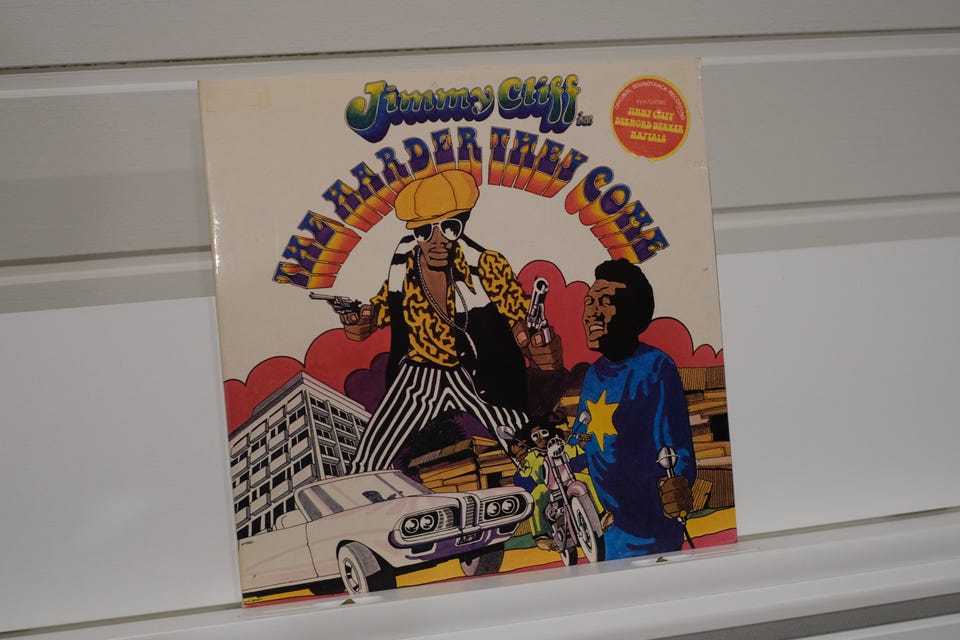 Jimmy Cliff in
THE HARDER THEY COME
ORIGINAL SOUNDTRACK RECORDING
FEATURING
JIMMY CLIFF
DESMOND DEKKER
MAYTALS